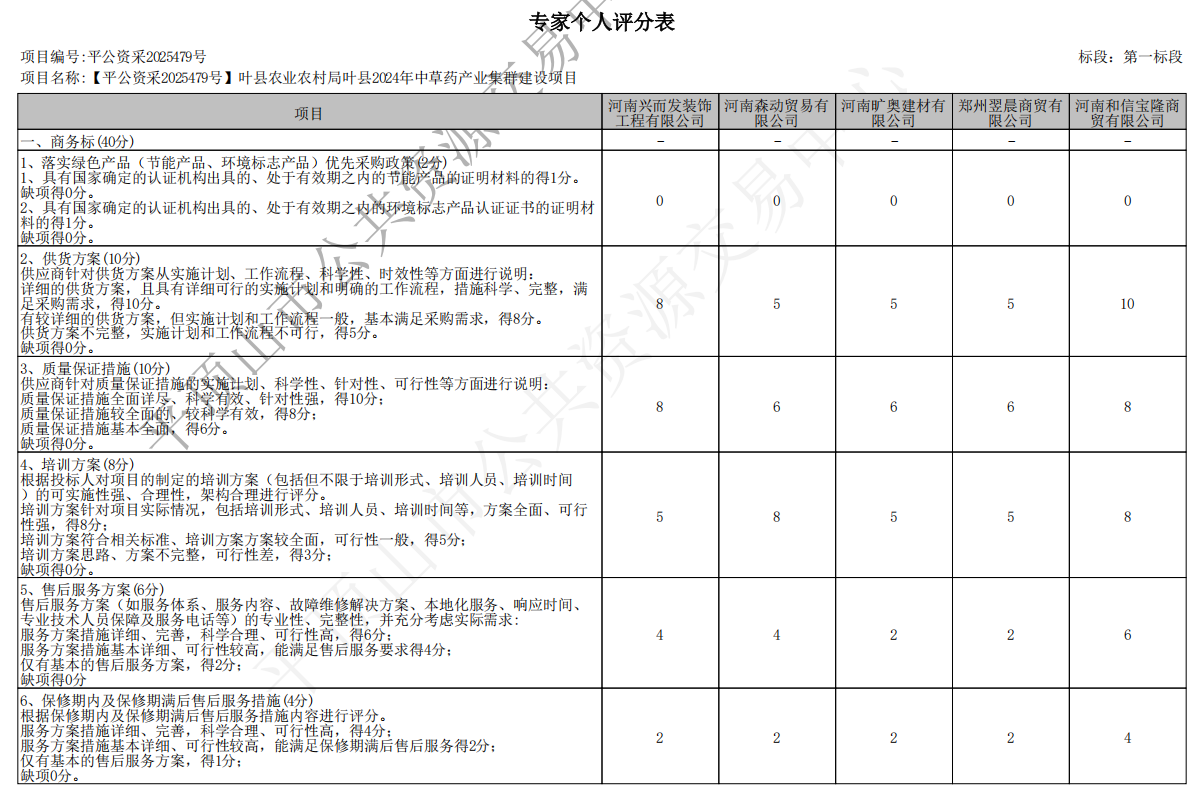 专家个人评分表
项目编号:平公资采2025479号
标段: 第一标段
项目名称:【平公资采2025479号】叶县农业农村局叶县2024年中草药产业集群建设项目
项目
河南兴而发装饰工程有限公司
河南森动贸易有限公司
河南旷奥建材有限公司
郑州翌晨商贸有限公司
河南和信宝隆商贸有限公司
一、商务标(40分) - - - - -
1、落实绿色产品（节能产品、环境标志产品）优先采购政策(2分)
1、具有国家确定的认证机构出具的、处于有效期之内的节能产品的证明材料的得1分。
缺项得0分。
2、具有国家确定的认证机构出具的、处于有效期之内的环境标志产品认证证书的证明材
料的得1分。
缺项得0分。
0 0 0 0 0
2、供货方案(10分)
供应商针对供货方案从实施计划、工作流程、科学性、时效性等方面进行说明:
详细的供货方案，且具有详细可行的实施计划和明确的工作流程，措施科学、完整，满
足采购需求，得10分。
有较详细的供货方案，但实施计划和工作流程一般，基本满足采购需求，得8分。
供货方案不完整，实施计划和工作流程不可行，得5分。
缺项得0分。
8 5 5 5 10
3、质量保证措施(10分)
供应商针对质量保证措施的实施计划、科学性、针对性、可行性等方面进行说明:
质量保证措施全面详尽、科学有效、针对性强，得10分;
质量保证措施较全面的、较科学有效，得8分;
质量保证措施基本全面，得6分。
缺项得0分。
8 6 6 6 8
4、培训方案(8分)
根据投标人对项目的制定的培训方案（包括但不限于培训形式、培训人员、培训时间
）的可实施性强、合理性，架构合理进行评分。
培训方案针对项目实际情况，包括培训形式、培训人员、培训时间等，方案全面、可行
性强，得8分;
培训方案符合相关标准、培训方案方案较全面，可行性一般，得5分;
培训方案思路、方案不完整，可行性差，得3分;
缺项得0分。
5 8 5 5 8
5、售后服务方案(6分)
售后服务方案（如服务体系、服务内容、故障维修解决方案、本地化服务、响应时间、
专业技术人员保障及服务电话等）的专业性、完整性，并充分考虑实际需求:
服务方案措施详细、完善，科学合理、可行性高，得6分;
服务方案措施基本详细、可行性较高，能满足售后服务要求得4分;
仅有基本的售后服务方案，得2分;
缺项得0分
4 4 2 2 6
6、保修期内及保修期满后售后服务措施(4分)
根据保修期内及保修期满后售后服务措施内容进行评分。
服务方案措施详细、完善，科学合理、可行性高，得4分;
服务方案措施基本详细、可行性较高，能满足保修期满后售后服务得2分;
仅有基本的售后服务方案，得1分;
缺项0分。
2 2 2 2 4
平顶山市公共资源交易中
平顶山市公共资源交易中心